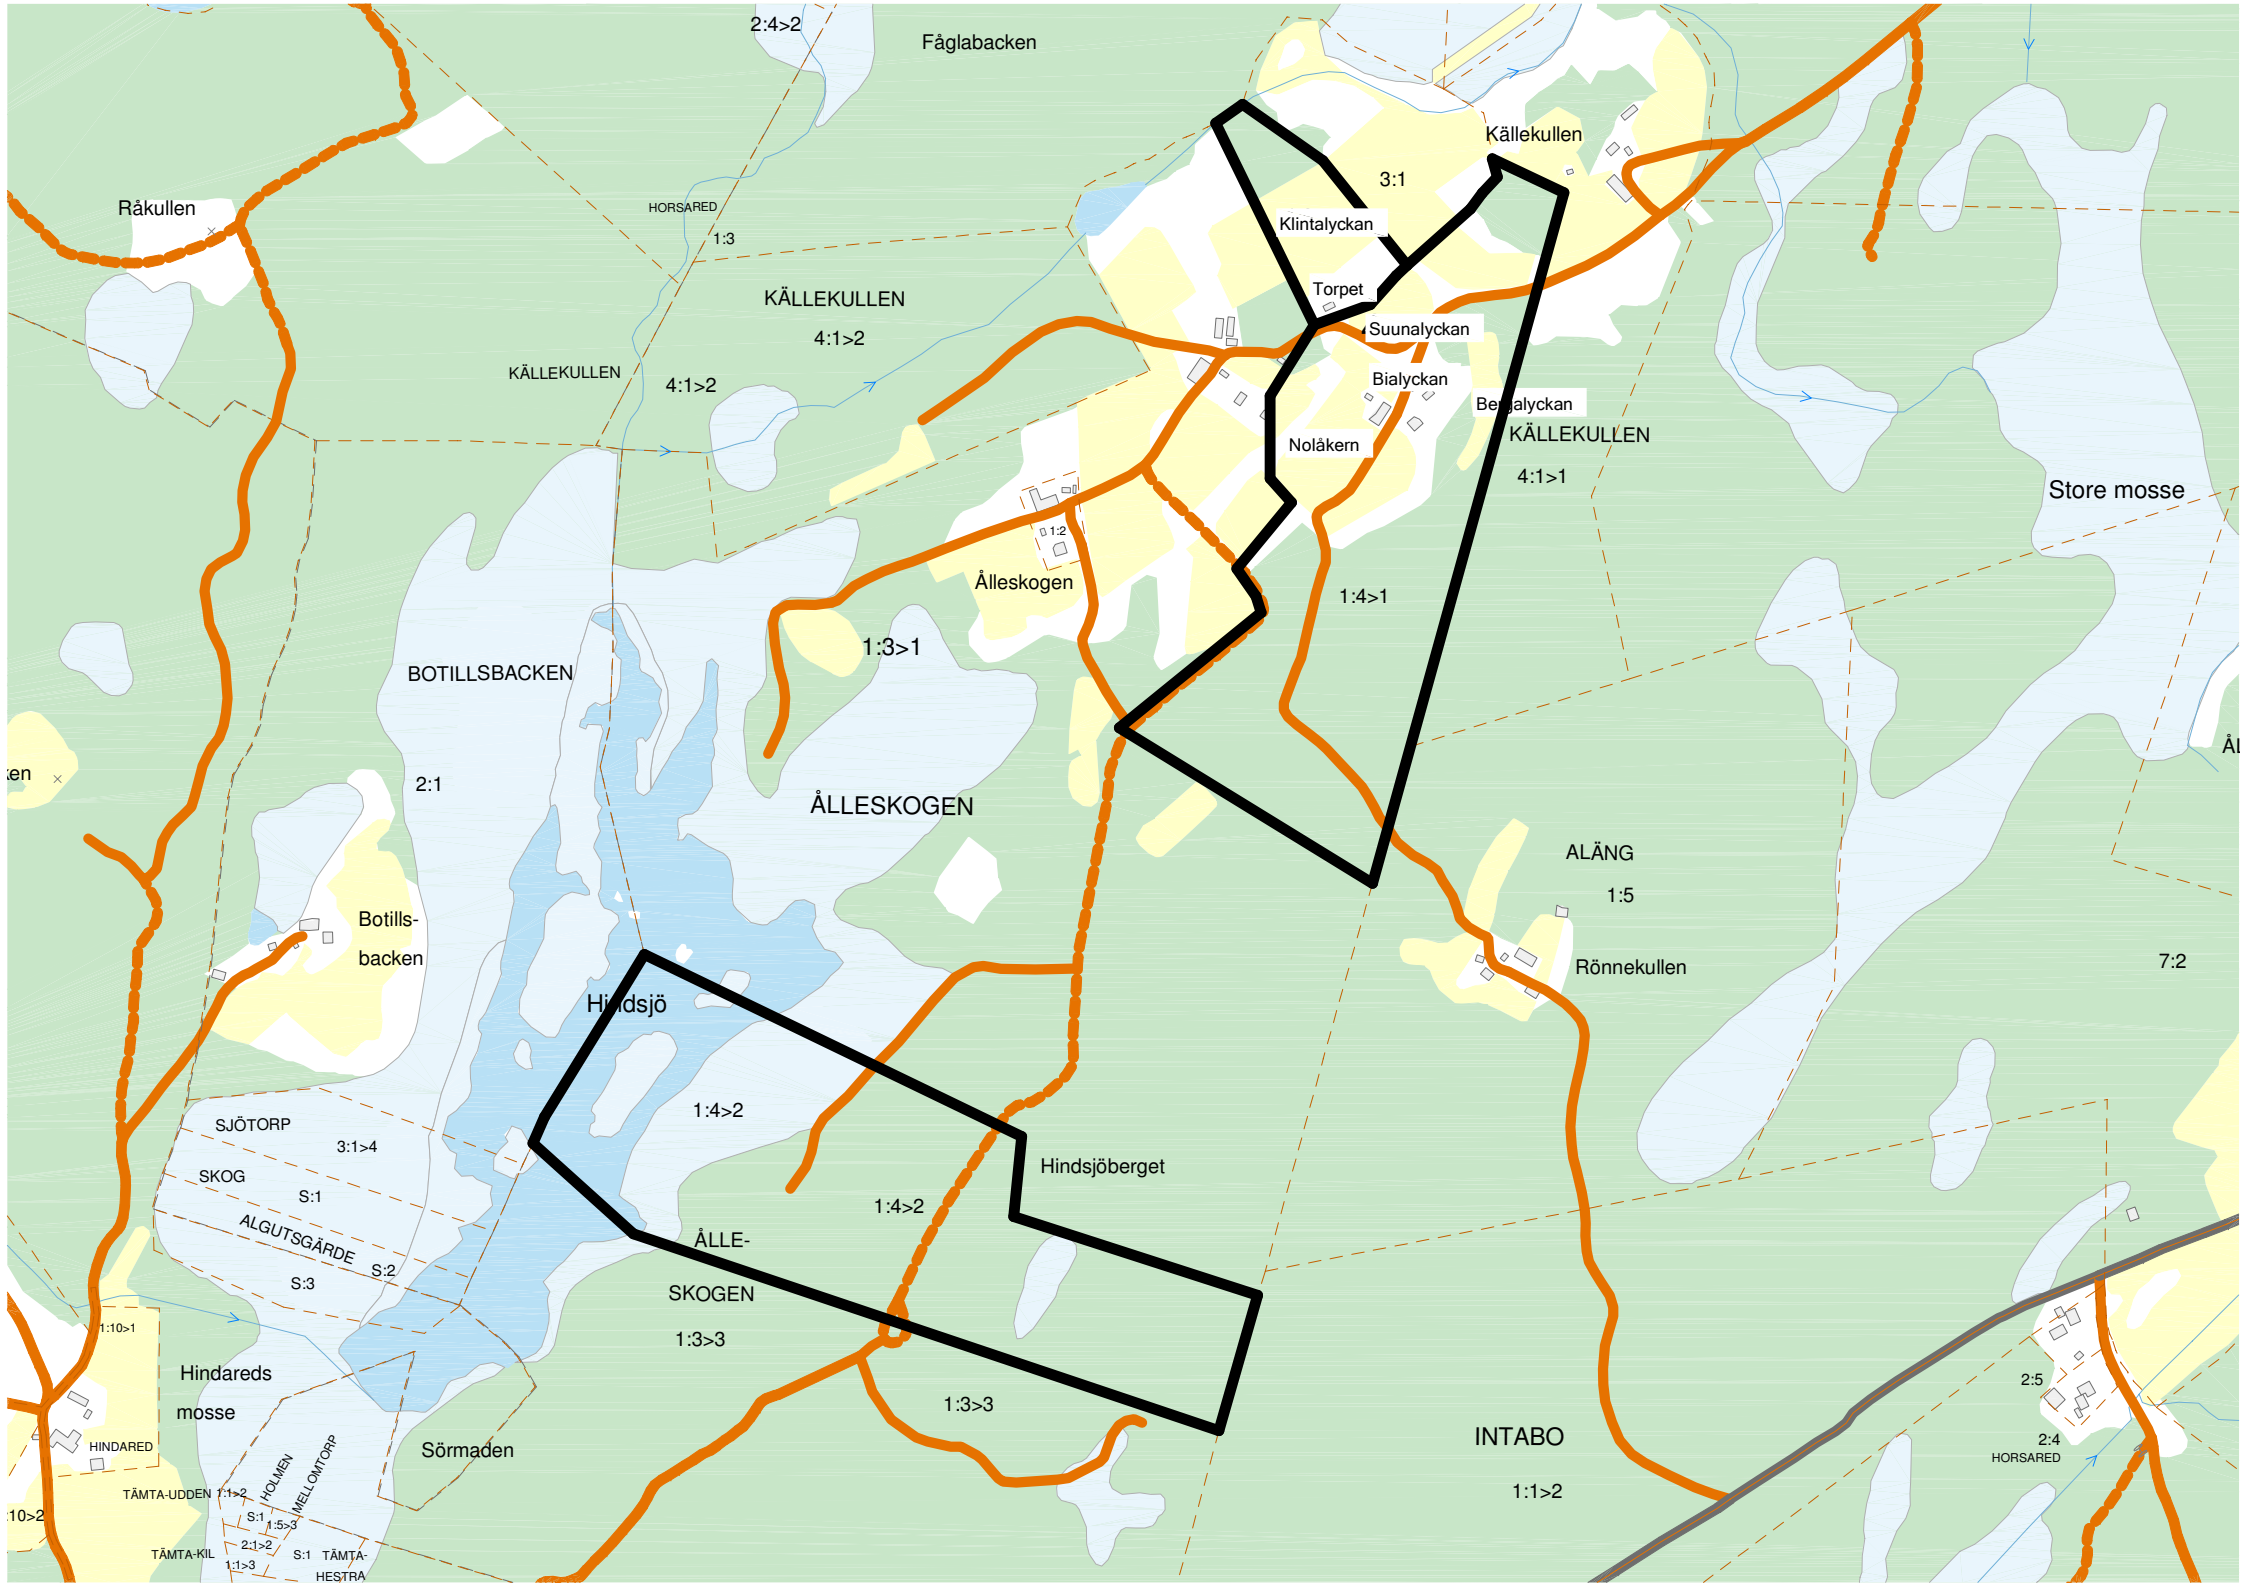 2:4>2
Fåglabacken
Källekullen
3:1
Råkullen
HORSARED
1:3
Klintalyckan
KÄLLEKULLEN
4:1>2
Torpet
Suunalyckan
KÄLLEKULLEN
4:1>2
Bialyckan
Bergalyckan
KÄLLEKULLEN
4:1>1
Nolåkern
Store mosse
1:2
Ålleskogen
1:4>1
1:3>1
BOTILLSBACKEN
2:1
ÅLLESKOGEN
ALÄNG
1:5
Botills-
backen
Rönnekullen
7:2
Hindsjö
1:4>2
SJÖTORP
3:1>4
SKOG
S:1
Hindsjöberget
1:4>2
ALGUTSGÄRDE
S:2
S:3
ÅLLE-
SKOGEN
1:3>3
1:10>1
Hindareds
mosse
1:3>3
2:5
HINDARED
Sörmaden
INTABO
1:1>2
2:4
HORSARED
HOLMEN
MELLOMTORP
TÄMTA-UDDEN 1:1>2
S:1
1:5>3
:10>2
2:1>2
TÄMTA-KIL
1:1>3
S:1
TÄMTA-
HESTRA